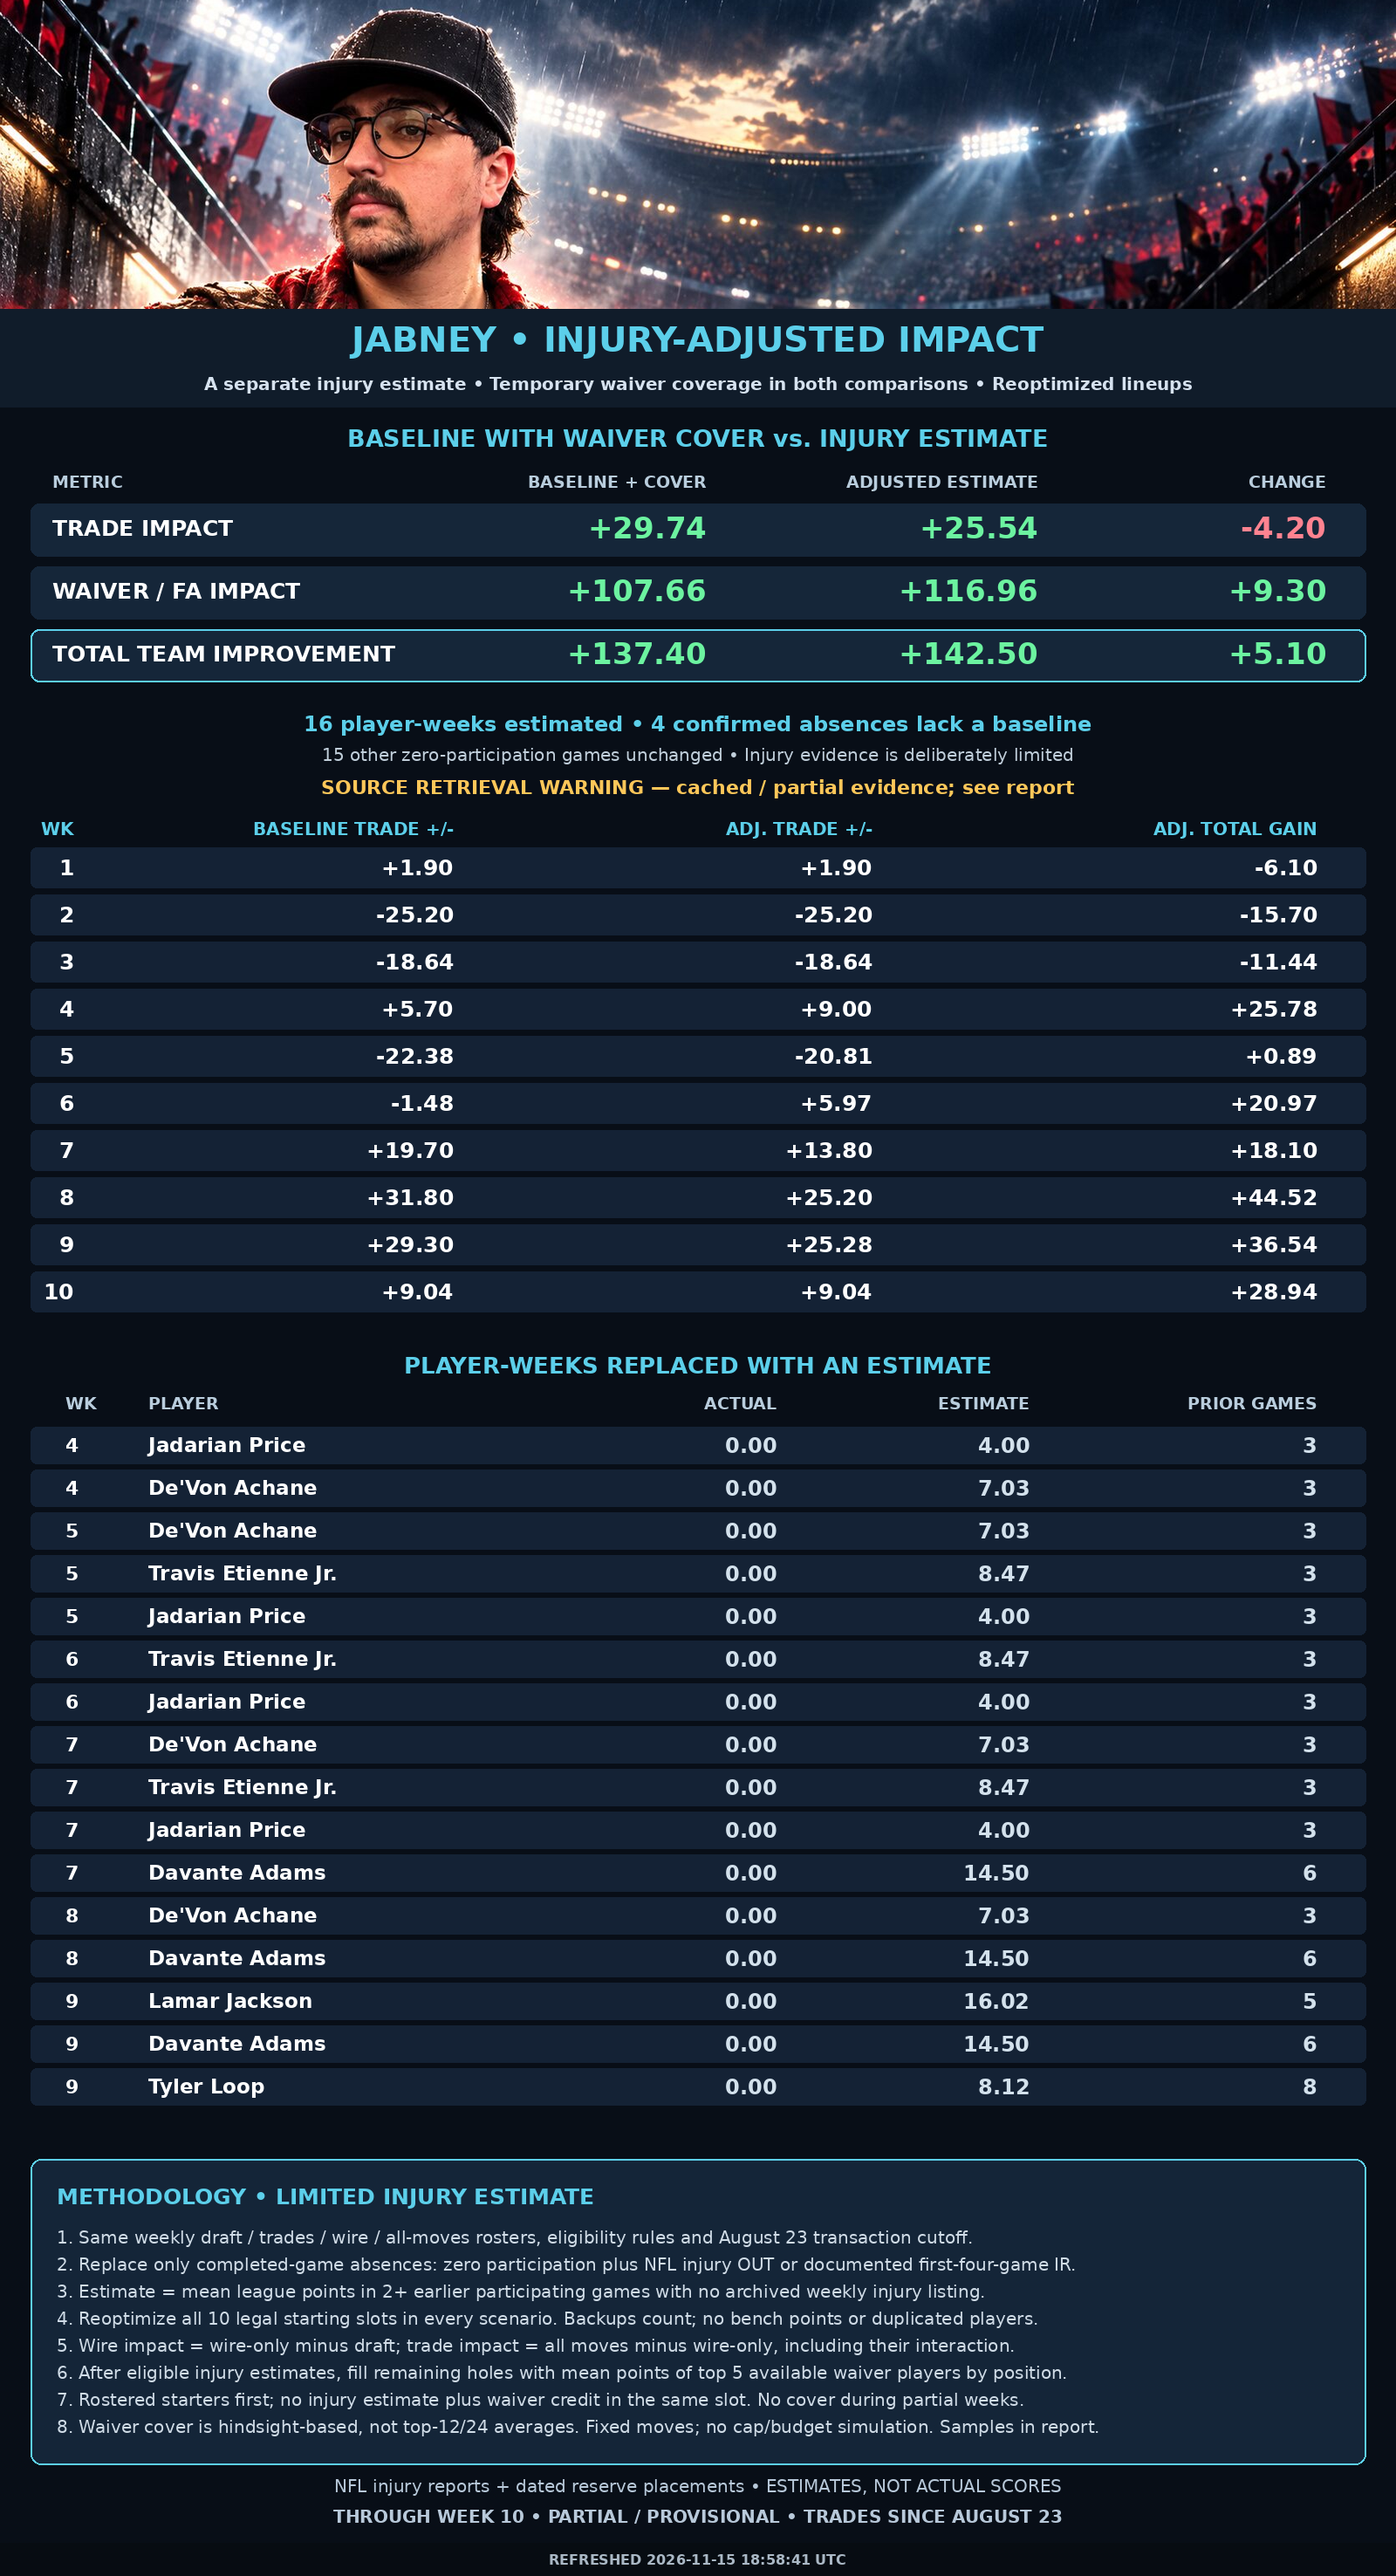 JABNEY • INJURY-ADJUSTED IMPACT
A separate injury estimate • Temporary waiver coverage in both comparisons • Reoptimized lineups
BASELINE WITH WAIVER COVER vs. INJURY ESTIMATE
METRIC BASELINE + COVER ADJUSTED ESTIMATE CHANGE
TRADE IMPACT +29.74 +25.54 -4.20
WAIVER / FA IMPACT +107.66 +116.96 +9.30
TOTAL TEAM IMPROVEMENT +137.40 +142.50 +5.10
16 player-weeks estimated • 4 confirmed absences lack a baseline
15 other zero-participation games unchanged • Injury evidence is deliberately limited
SOURCE RETRIEVAL WARNING — cached / partial evidence; see report
WK BASELINE TRADE +/- ADJ. TRADE +/- ADJ. TOTAL GAIN
1 +1.90 +1.90 -6.10
2 -25.20 -25.20 -15.70
3 -18.64 -18.64 -11.44
4 +5.70 +9.00 +25.78
5 -22.38 -20.81 +0.89
6 -1.48 +5.97 +20.97
7 +19.70 +13.80 +18.10
8 +31.80 +25.20 +44.52
9 +29.30 +25.28 +36.54
10 +9.04 +9.04 +28.94
PLAYER-WEEKS REPLACED WITH AN ESTIMATE
WK PLAYER ACTUAL ESTIMATE PRIOR GAMES
4 Jadarian Price 0.00 4.00 3
4 De'Von Achane 0.00 7.03 3
5 De'Von Achane 0.00 7.03 3
5 Travis Etienne Jr. 0.00 8.47 3
5 Jadarian Price 0.00 4.00 3
6 Travis Etienne Jr. 0.00 8.47 3
6 Jadarian Price 0.00 4.00 3
7 De'Von Achane 0.00 7.03 3
7 Travis Etienne Jr. 0.00 8.47 3
7 Jadarian Price 0.00 4.00 3
7 Davante Adams 0.00 14.50 6
8 De'Von Achane 0.00 7.03 3
8 Davante Adams 0.00 14.50 6
9 Lamar Jackson 0.00 16.02 5
9 Davante Adams 0.00 14.50 6
9 Tyler Loop 0.00 8.12 8
METHODOLOGY • LIMITED INJURY ESTIMATE
1. Same weekly draft / trades / wire / all-moves rosters, eligibility rules and August 23 transaction cutoff.
2. Replace only completed-game absences: zero participation plus NFL injury OUT or documented first-four-game IR.
3. Estimate = mean league points in 2+ earlier participating games with no archived weekly injury listing.
4. Reoptimize all 10 legal starting slots in every scenario. Backups count; no bench points or duplicated players.
5. Wire impact = wire-only minus draft; trade impact = all moves minus wire-only, including their interaction.
6. After eligible injury estimates, fill remaining holes with mean points of top 5 available waiver players by position.
7. Rostered starters first; no injury estimate plus waiver credit in the same slot. No cover during partial weeks.
8. Waiver cover is hindsight-based, not top-12/24 averages. Fixed moves; no cap/budget simulation. Samples in report.
NFL injury reports + dated reserve placements • ESTIMATES, NOT ACTUAL SCORES
THROUGH WEEK 10 • PARTIAL / PROVISIONAL • TRADES SINCE AUGUST 23
REFRESHED 2026-11-15 18:58:41 UTC